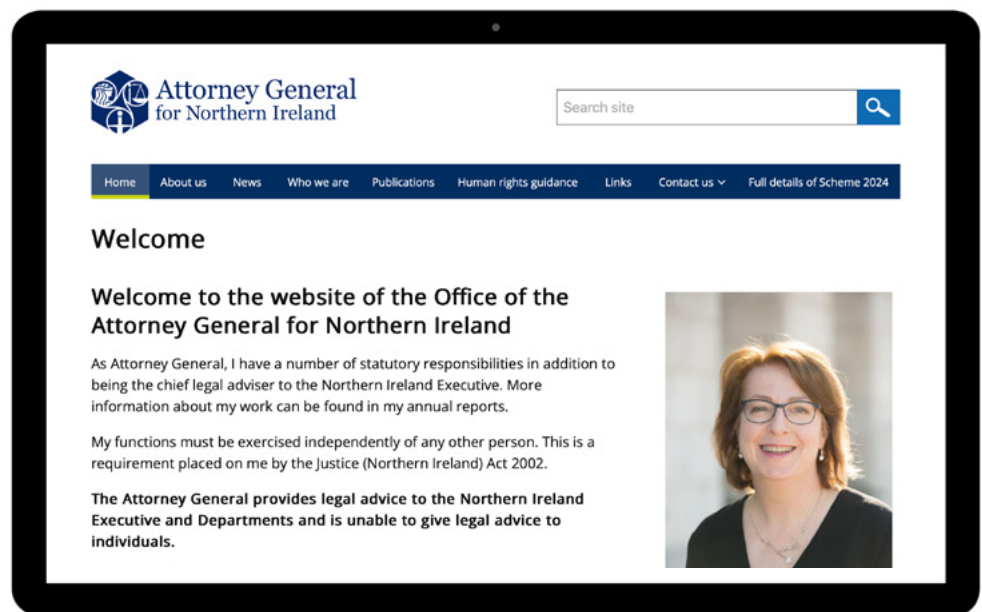 Attorney General
for Northern Ireland
Search site
Home About us News Who we are Publications Human rights guidance Links Contact us Full details of Scheme 2024
Welcome
Welcome to the website of the Office of the
Attorney General for Northern Ireland
As Attorney General, I have a number of statutory responsibilities in addition to
being the chief legal adviser to the Northern Ireland Executive. More
information about my work can be found in my annual reports.
My functions must be exercised independently of any other person. This is a
requirement placed on me by the Justice (Northern Ireland) Act 2002.
The Attorney General provides legal advice to the Northern Ireland
Executive and Departments and is unable to give legal advice to
individuals.